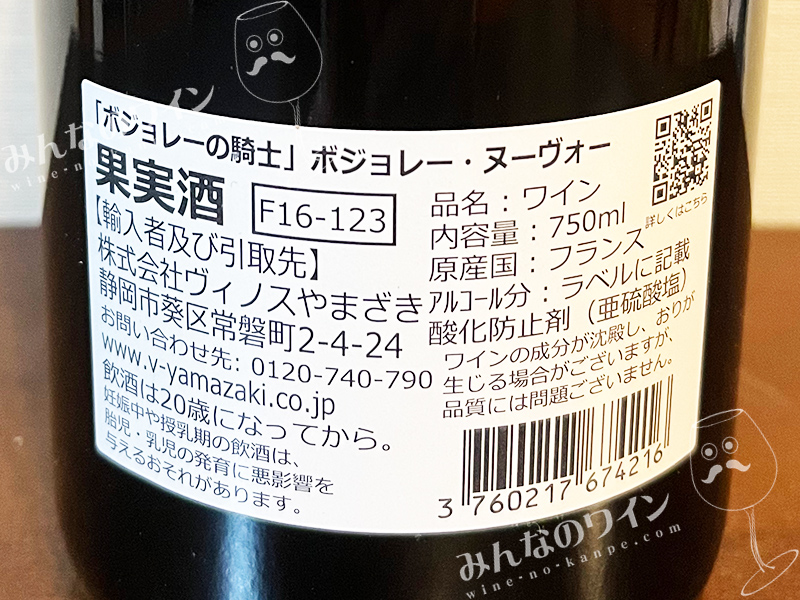 「ボジョレーの騎士」ボジョレー・ヌーヴォー
果実酒 F16-123
【輸入者及び引取先】
株式会社ヴィノスやまざき
静岡市葵区常磐町2-4-24
お問い合わせ先: 0120-740-790
www.v-yamazaki.co.jp
飲酒は20歳になってから。
妊娠中や授乳期の飲酒は、
胎児・乳児の発育に悪影響を
与えるおそれがあります。
品名：ワイン
内容量：750ml
原産国：フランス
アルコール分：ラベルに記載
酸化防止剤（亜硫酸塩）
ワインの成分が沈殿し、おりが
生じる場合がございますが、
品質には問題ございません。
詳しくはこちら
3 760217 674216
みんなのワイン
wine-no-kanpe.com
みんなのワイン
wine-no-kanpe.com